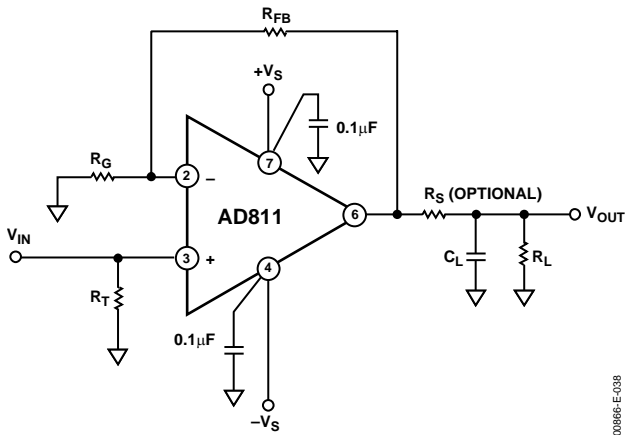 RFB
+VS
0.1µF
RG
2
–
7
AD811
6
RS (OPTIONAL)
VOUT
VIN
3
+
4
CL
RL
RT
0.1µF
–VS
00866-E-038